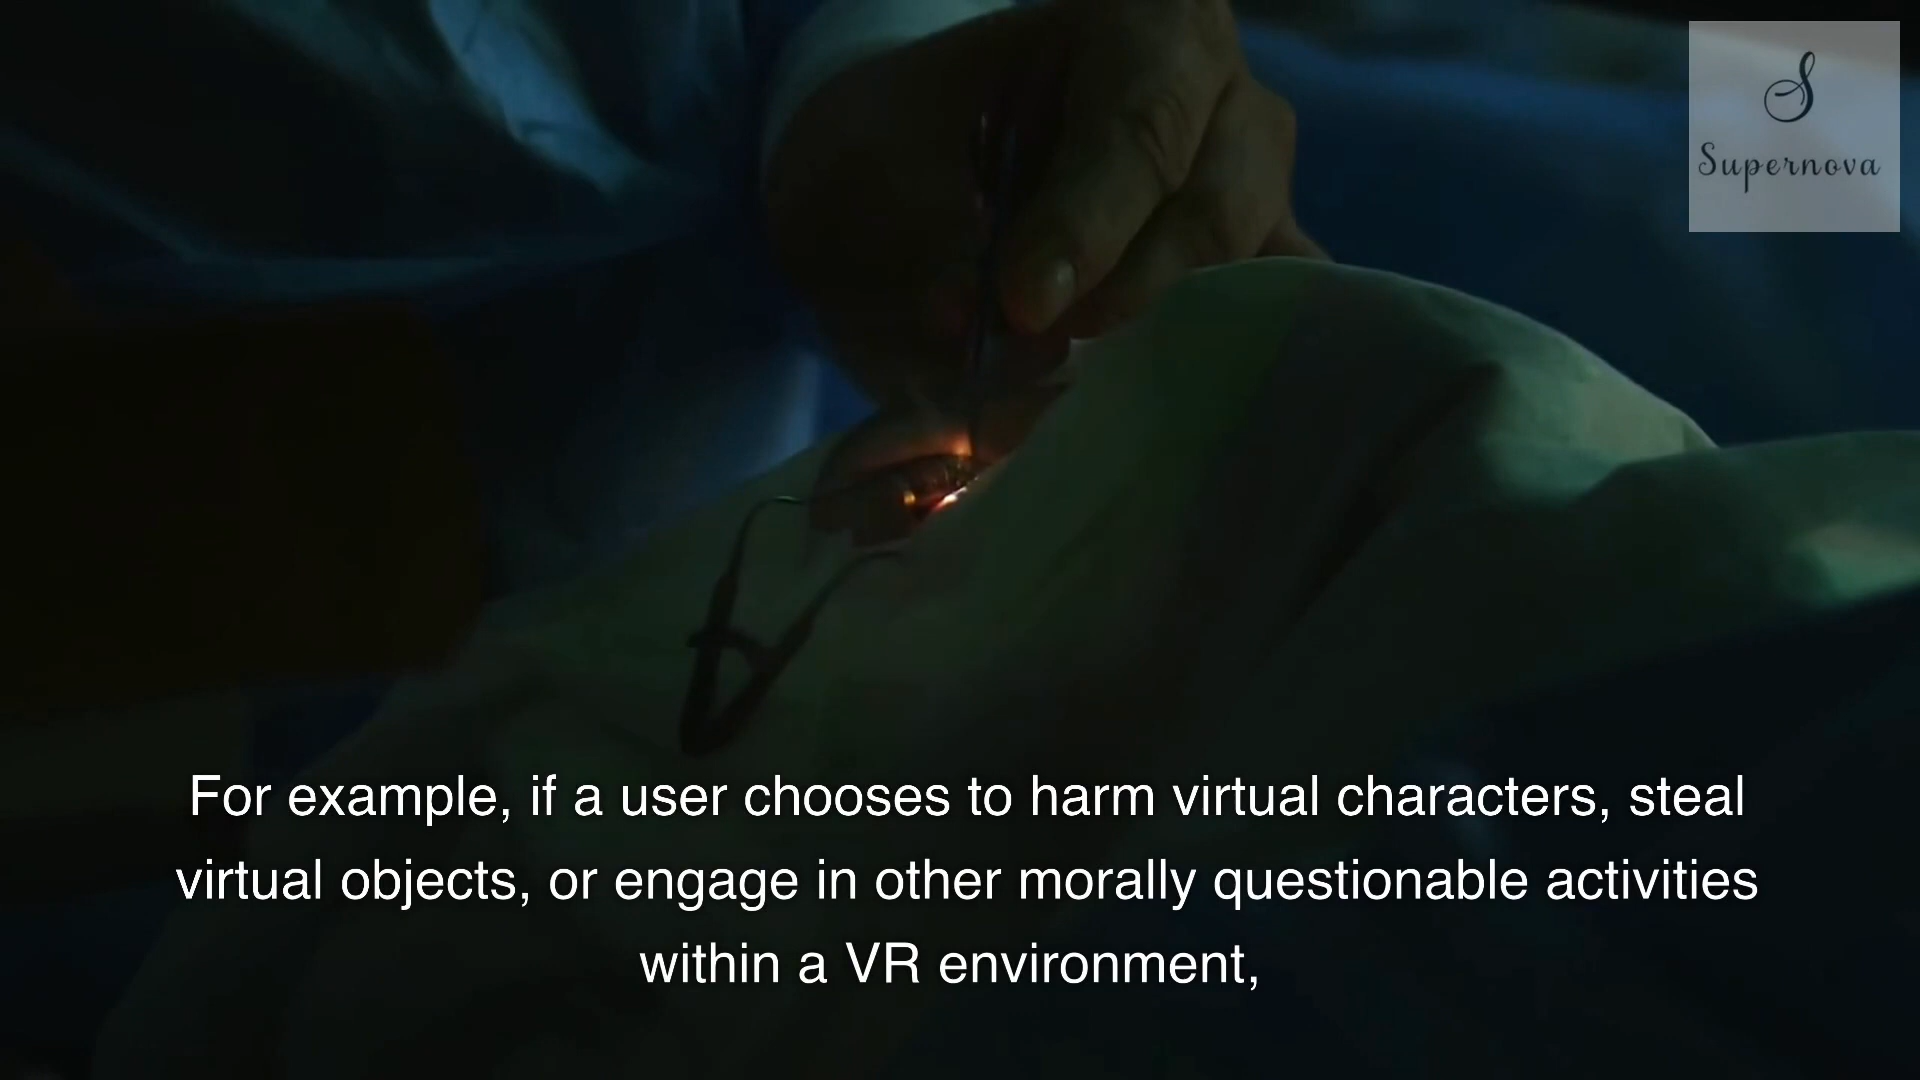 S
Supernova
For example, if a user chooses to harm virtual characters, steal
virtual objects, or engage in other morally questionable activities
within a VR environment,